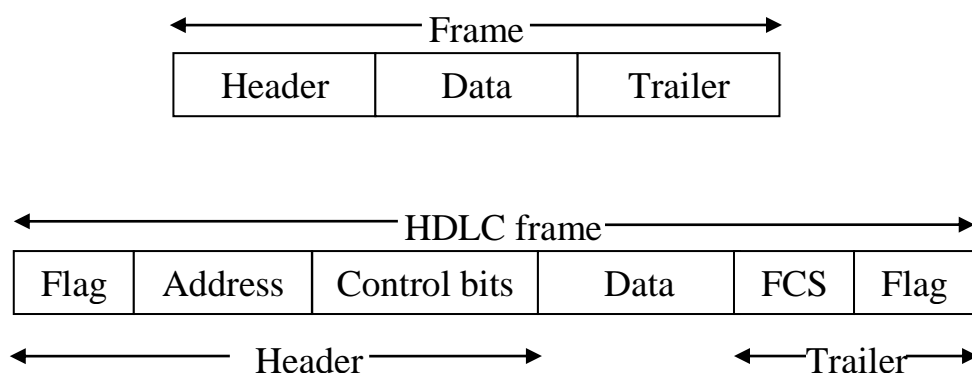 Frame
Header Data Trailer
HDLC frame
Flag Address Control bits Data FCS Flag
Header Trailer